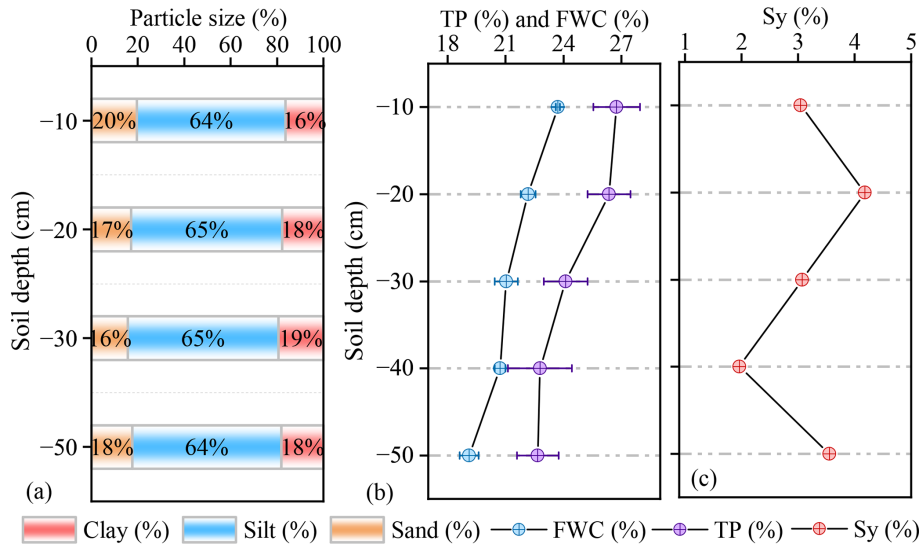 Particle size (%)
0 20 40 60 80 100
Soil depth (cm)
−10
20% 64% 16%
−20
17% 65% 18%
−30
16% 65% 19%
−50
18% 64% 18%
(a)
TP (%) and FWC (%)
18 21 24 27
Soil depth (cm)
−10
−20
−30
−40
−50
(b)
Sy (%)
1 2 3 4 5
(c)
Clay (%) Silt (%) Sand (%) FWC (%) TP (%) Sy (%)